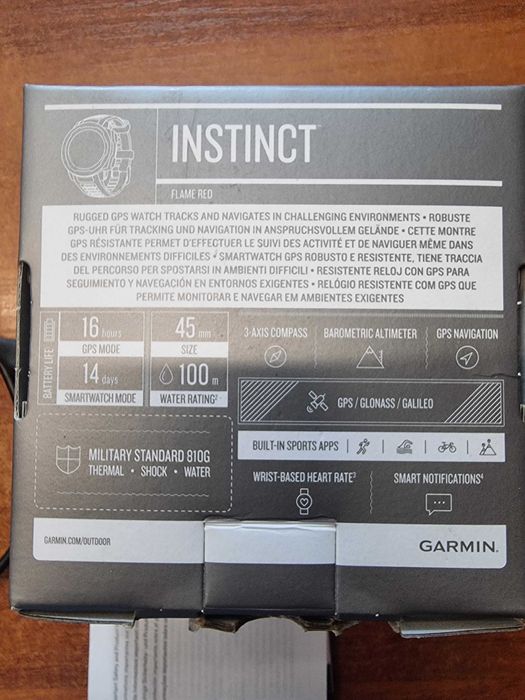 INSTINCT™
FLAME RED
RUGGED GPS WATCH TRACKS AND NAVIGATES IN CHALLENGING ENVIRONMENTS • ROBUSTE
GPS-UHR FÜR TRACKING UND NAVIGATION IN ANSPRUCHSVOLLEM GELÄNDE • CETTE MONTRE
GPS RÉSISTANTE PERMET D'EFFECTUER LE SUIVI DES ACTIVITÉ ET DE NAVIGUER MÊME DANS
DES ENVIRONNEMENTS DIFFICILES • SMARTWATCH GPS ROBUSTO E RESISTENTE, TIENE TRACCIA
DEL PERCORSO PER SPOSTARSI IN AMBIENTI DIFFICILI • RESISTENTE RELOJ CON GPS PARA
SEGUIMIENTO Y NAVEGACIÓN EN ENTORNOS EXIGENTES • RELÓGIO RESISTENTE COM GPS QUE
PERMITE MONITORAR E NAVEGAR EM AMBIENTES EXIGENTES
BATTERY LIFE
16 hours
GPS MODE
14 days
SMARTWATCH MODE
45 mm
SIZE
100 m
WATER RATING²
3-AXIS COMPASS
BAROMETRIC ALTIMETER
GPS NAVIGATION
GPS / GLONASS / GALILEO
BUILT-IN SPORTS APPS
MILITARY STANDARD 810G
THERMAL • SHOCK • WATER
WRIST-BASED HEART RATE³
SMART NOTIFICATIONS⁴
GARMIN.COM/OUTDOOR
GARMIN.